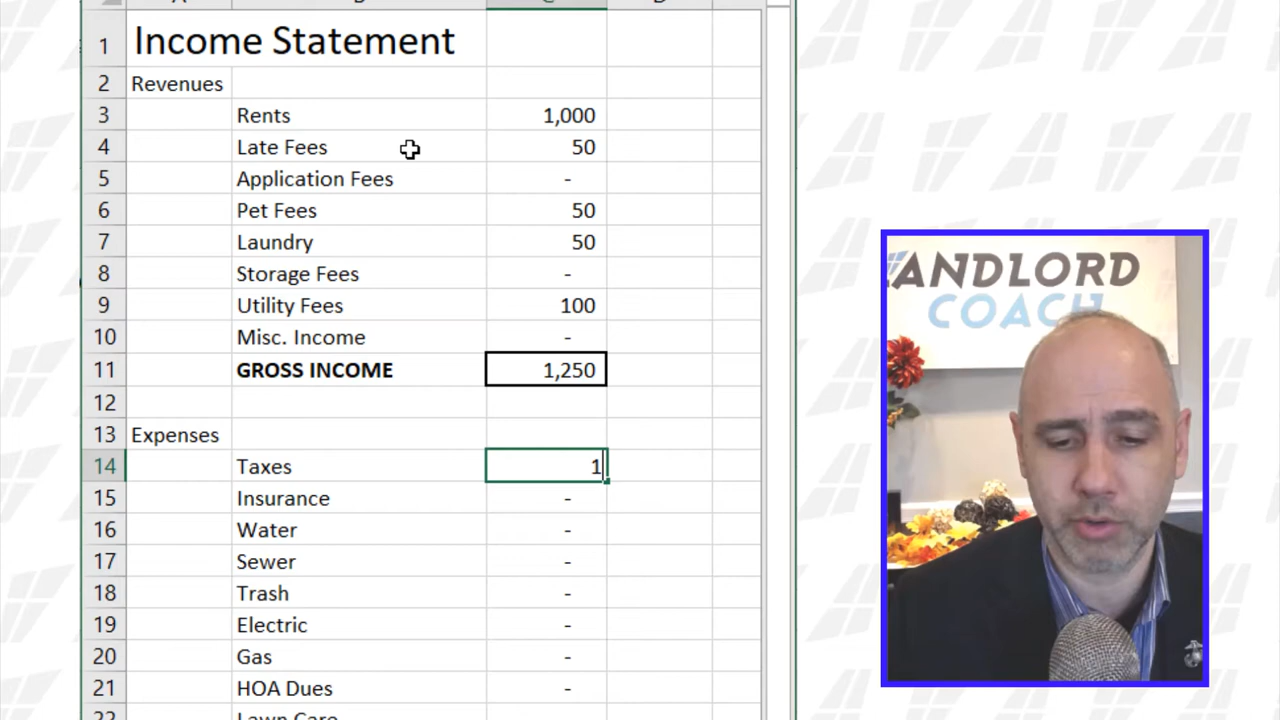 1 Income Statement
2 Revenues
3 Rents 1,000
4 Late Fees 50
5 Application Fees -
6 Pet Fees 50
7 Laundry 50
8 Storage Fees -
9 Utility Fees 100
10 Misc. Income -
11 GROSS INCOME 1,250
12
13 Expenses
14 Taxes 1
15 Insurance -
16 Water -
17 Sewer -
18 Trash -
19 Electric -
20 Gas -
21 HOA Dues -
22 Lawn Care
ANDLORD
COACH